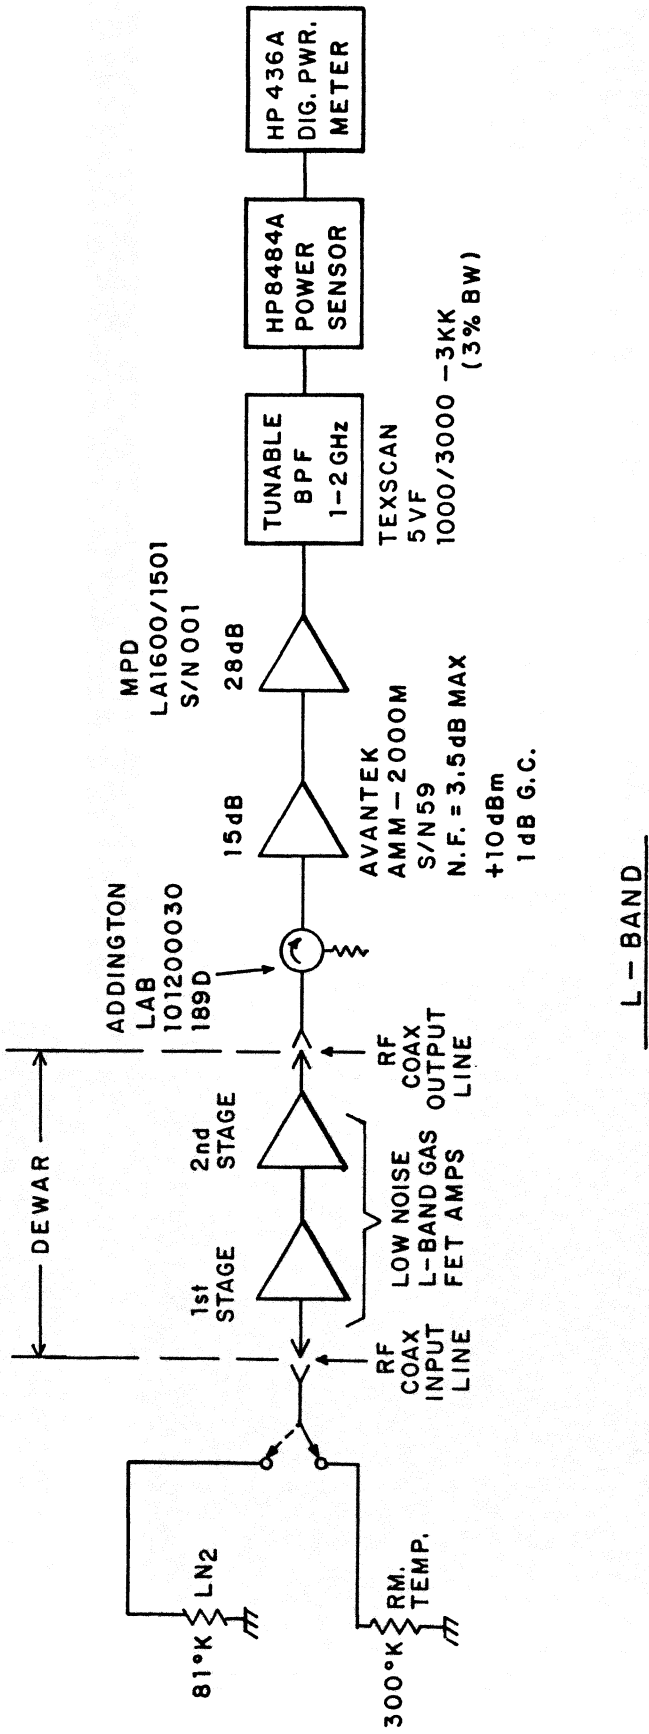 DEWAR
81°K
LN2
300°K
RM.
TEMP.
RF
COAX
INPUT
LINE
1st
STAGE
2nd
STAGE
LOW NOISE
L-BAND GAS
FET AMPS
RF
COAX
OUTPUT
LINE
ADDINGTON
LAB
101200030
189D
15dB
AVANTEK
AMM-2000M
S/N59
N.F. = 3.5dB MAX
+10dBm
1dB G.C.
MPD
LA1600/1501
S/N001
28dB
TUNABLE
BPF
1-2GHz
TEXSCAN
5VF
1000/3000-3KK
(3% BW)
HP8484A
POWER
SENSOR
HP436A
DIG. PWR.
METER
L-BAND